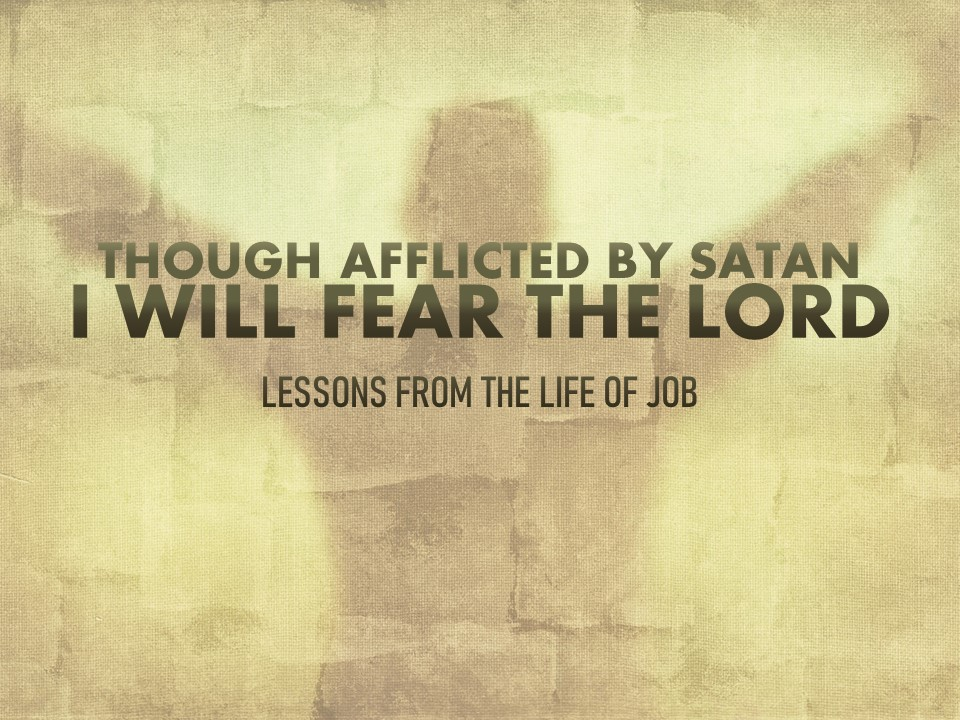 THOUGH AFFLICTED BY SATAN
I WILL FEAR THE LORD
LESSONS FROM THE LIFE OF JOB